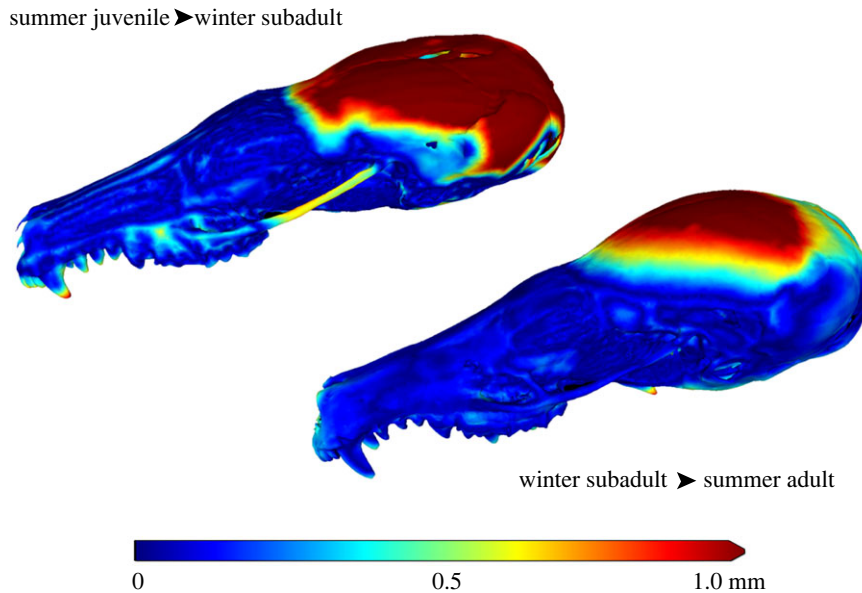 summer juvenile ➤ winter subadult
winter subadult ➤ summer adult
0 0.5 1.0 mm